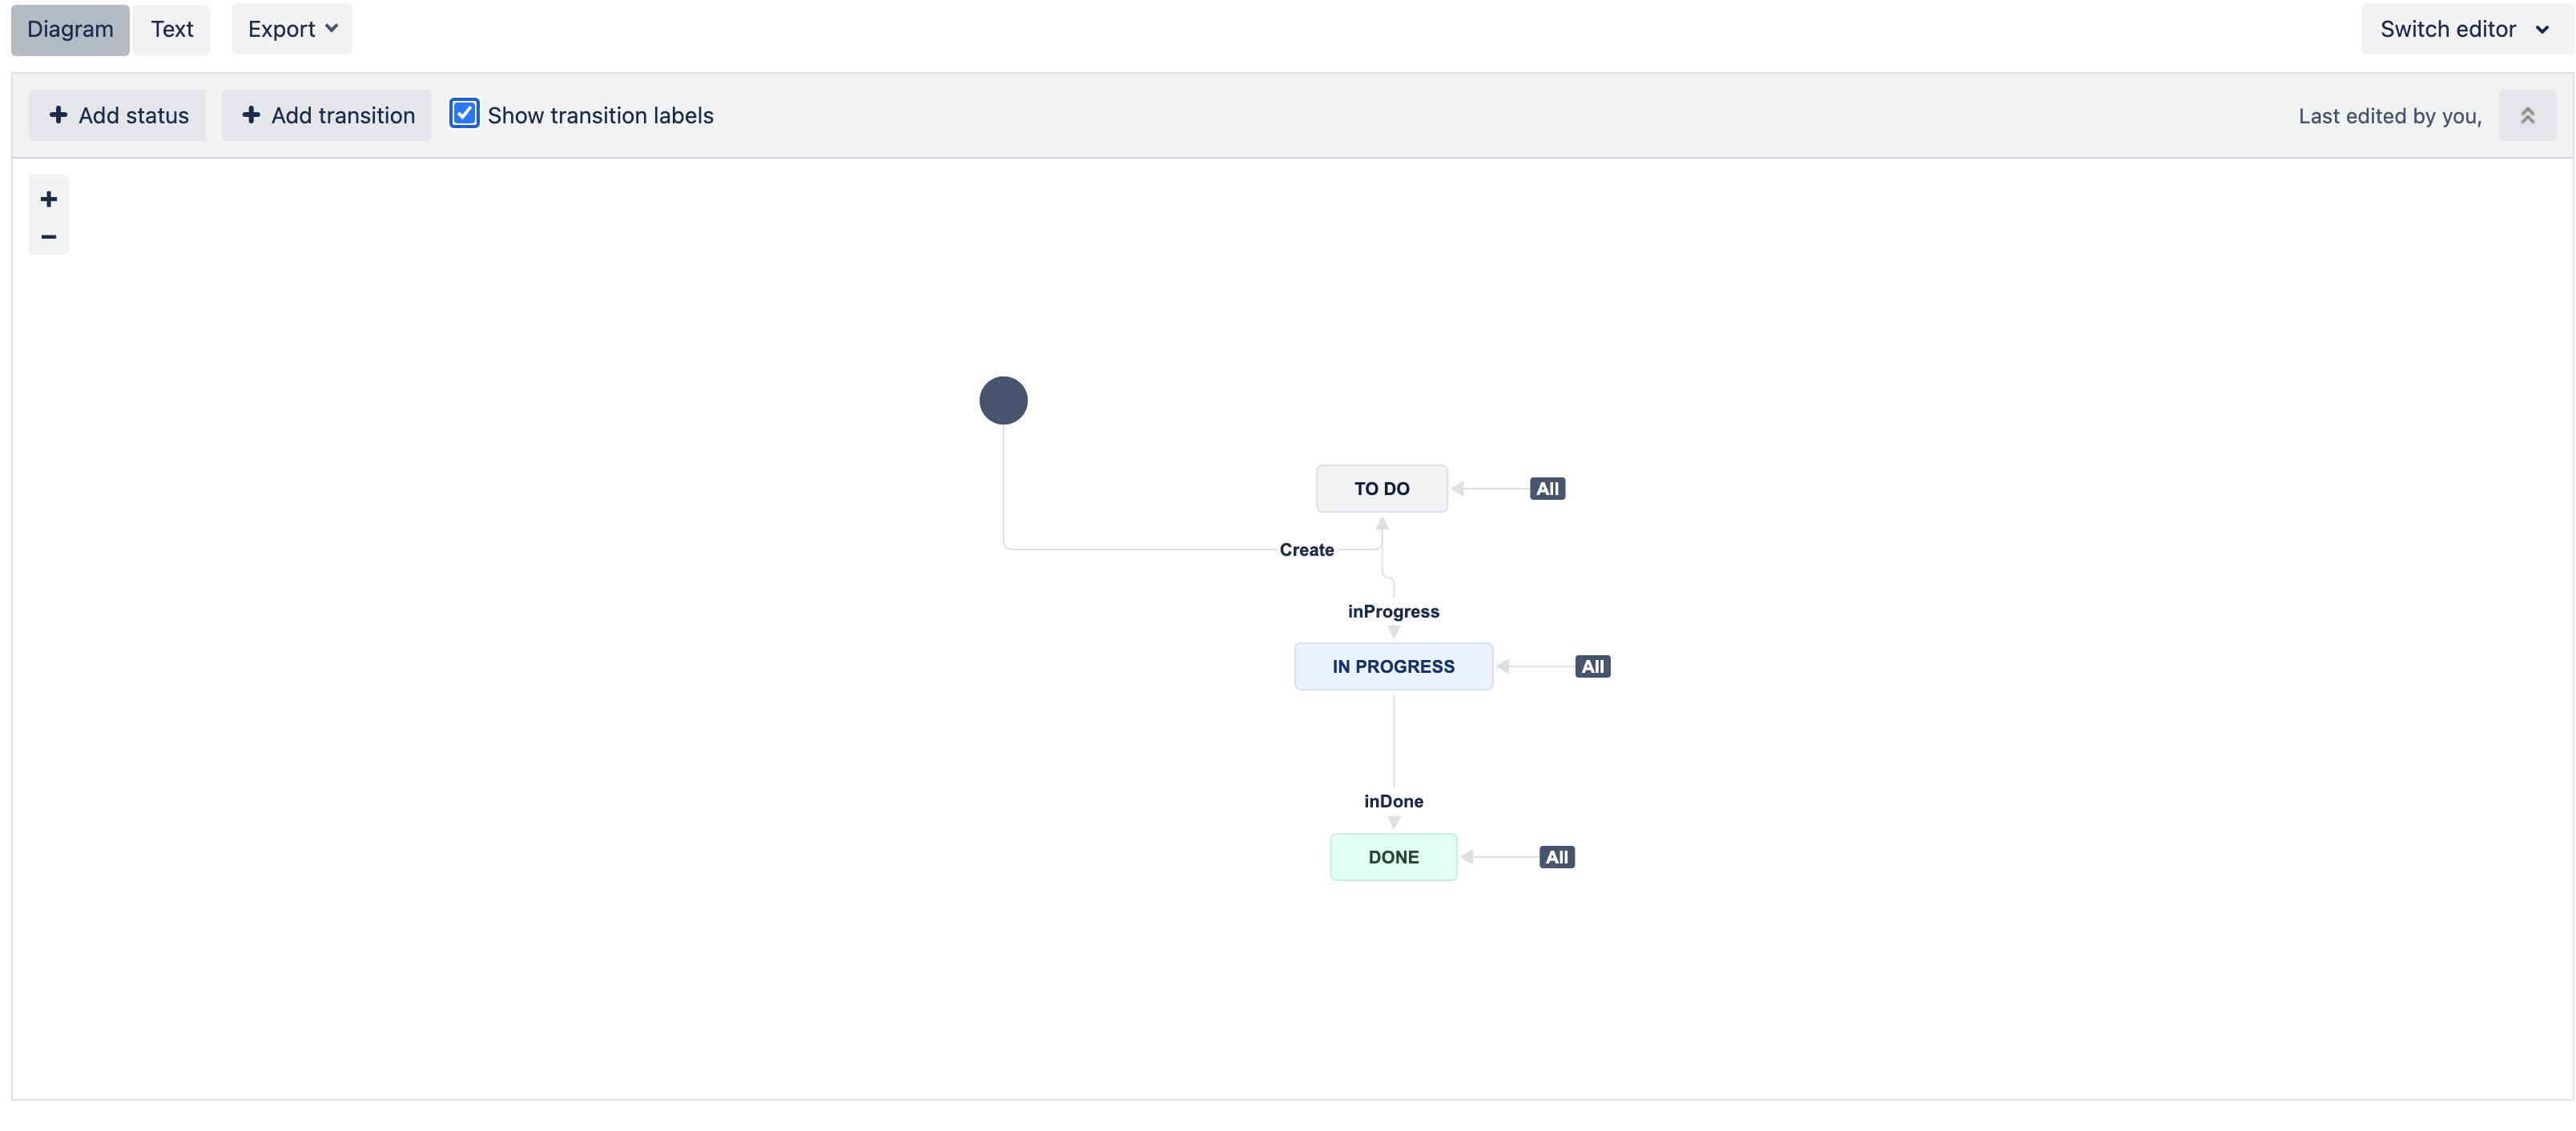 Diagram Text Export Switch editor
Add status Add transition Show transition labels Last edited by you,
TO DO All
Create
inProgress
IN PROGRESS All
inDone
DONE All